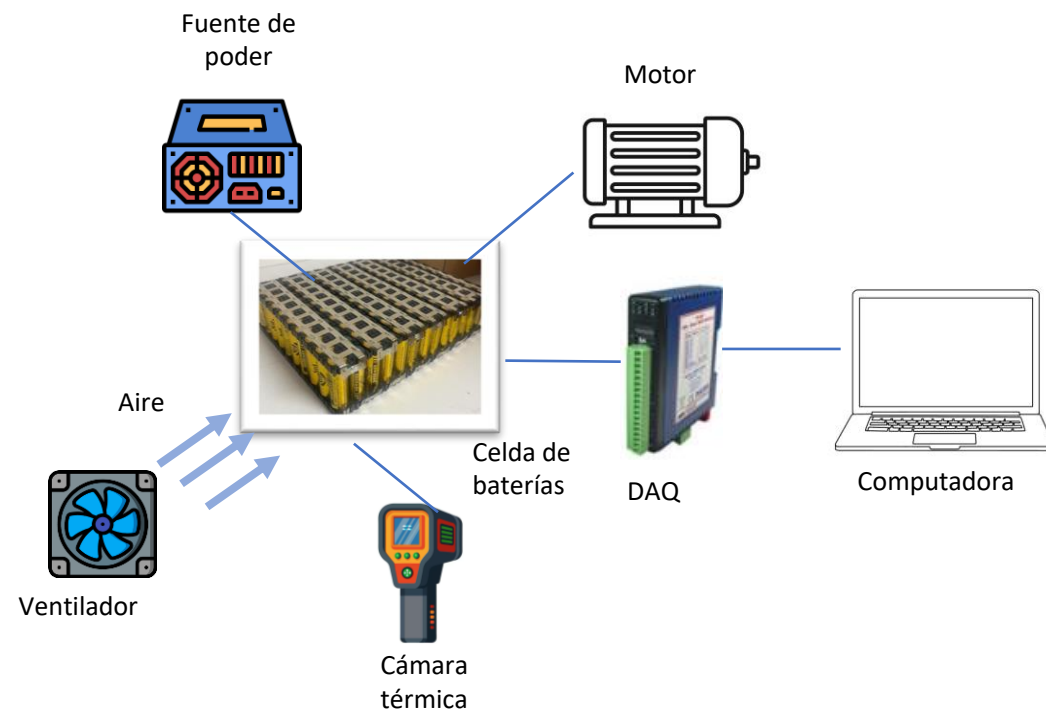 Fuente de
poder
Motor
Aire
Celda de
baterías
DAQ
Computadora
Ventilador
Cámara
térmica